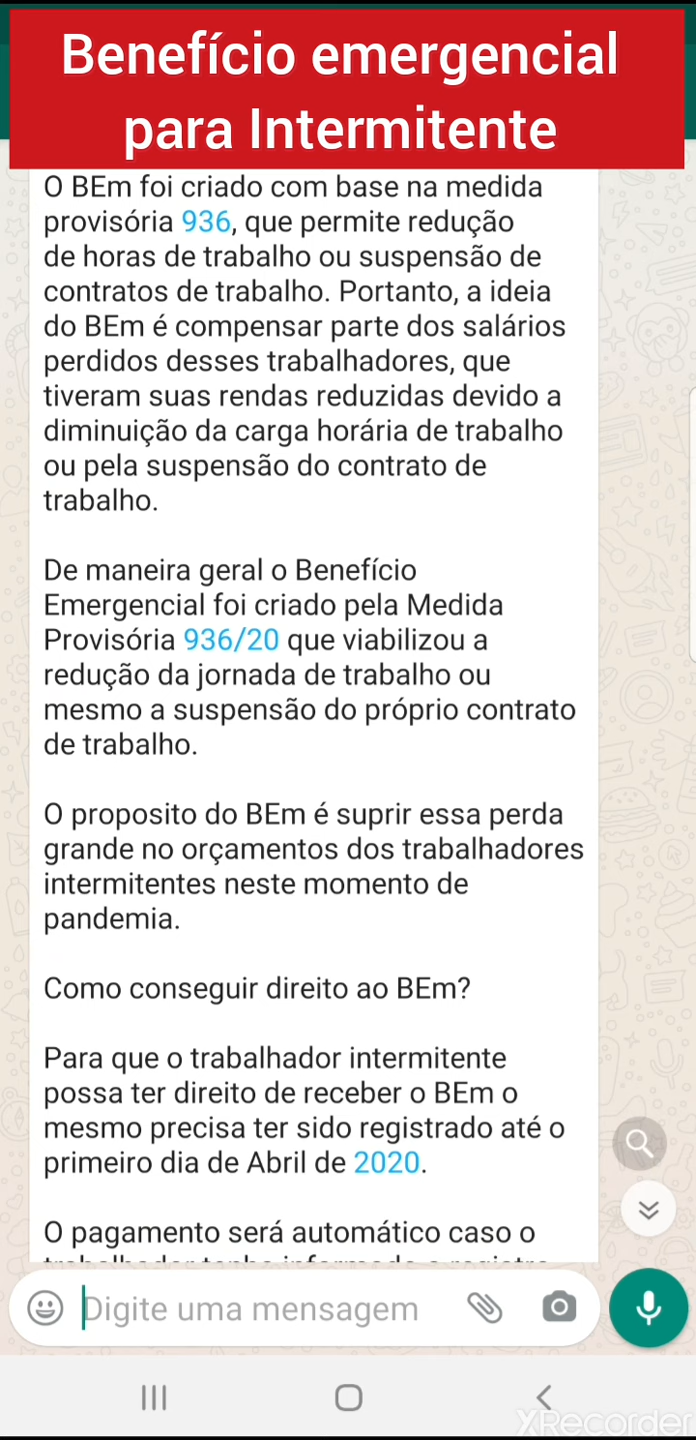 Benefício emergencial
para Intermitente
O BEm foi criado com base na medida
provisória 936, que permite redução
de horas de trabalho ou suspensão de
contratos de trabalho. Portanto, a ideia
do BEm é compensar parte dos salários
perdidos desses trabalhadores, que
tiveram suas rendas reduzidas devido a
diminuição da carga horária de trabalho
ou pela suspensão do contrato de
trabalho.
De maneira geral o Benefício
Emergencial foi criado pela Medida
Provisória 936/20 que viabilizou a
redução da jornada de trabalho ou
mesmo a suspensão do próprio contrato
de trabalho.
O proposito do BEm é suprir essa perda
grande no orçamentos dos trabalhadores
intermitentes neste momento de
pandemia.
Como conseguir direito ao BEm?
Para que o trabalhador intermitente
possa ter direito de receber o BEm o
mesmo precisa ter sido registrado até o
primeiro dia de Abril de 2020.
O pagamento será automático caso o
Digite uma mensagem
XRecorder